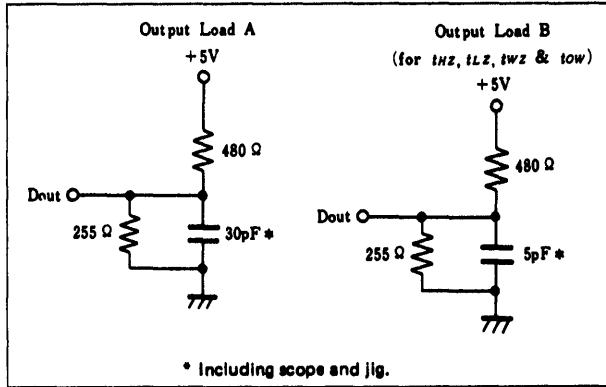 Output Load A
+5V
480 Ω
Dout
255 Ω
30pF *
Output Load B
(for tHZ, tLZ, tWZ & tOW)
+5V
480 Ω
Dout
255 Ω
5pF *
* Including scope and jig.